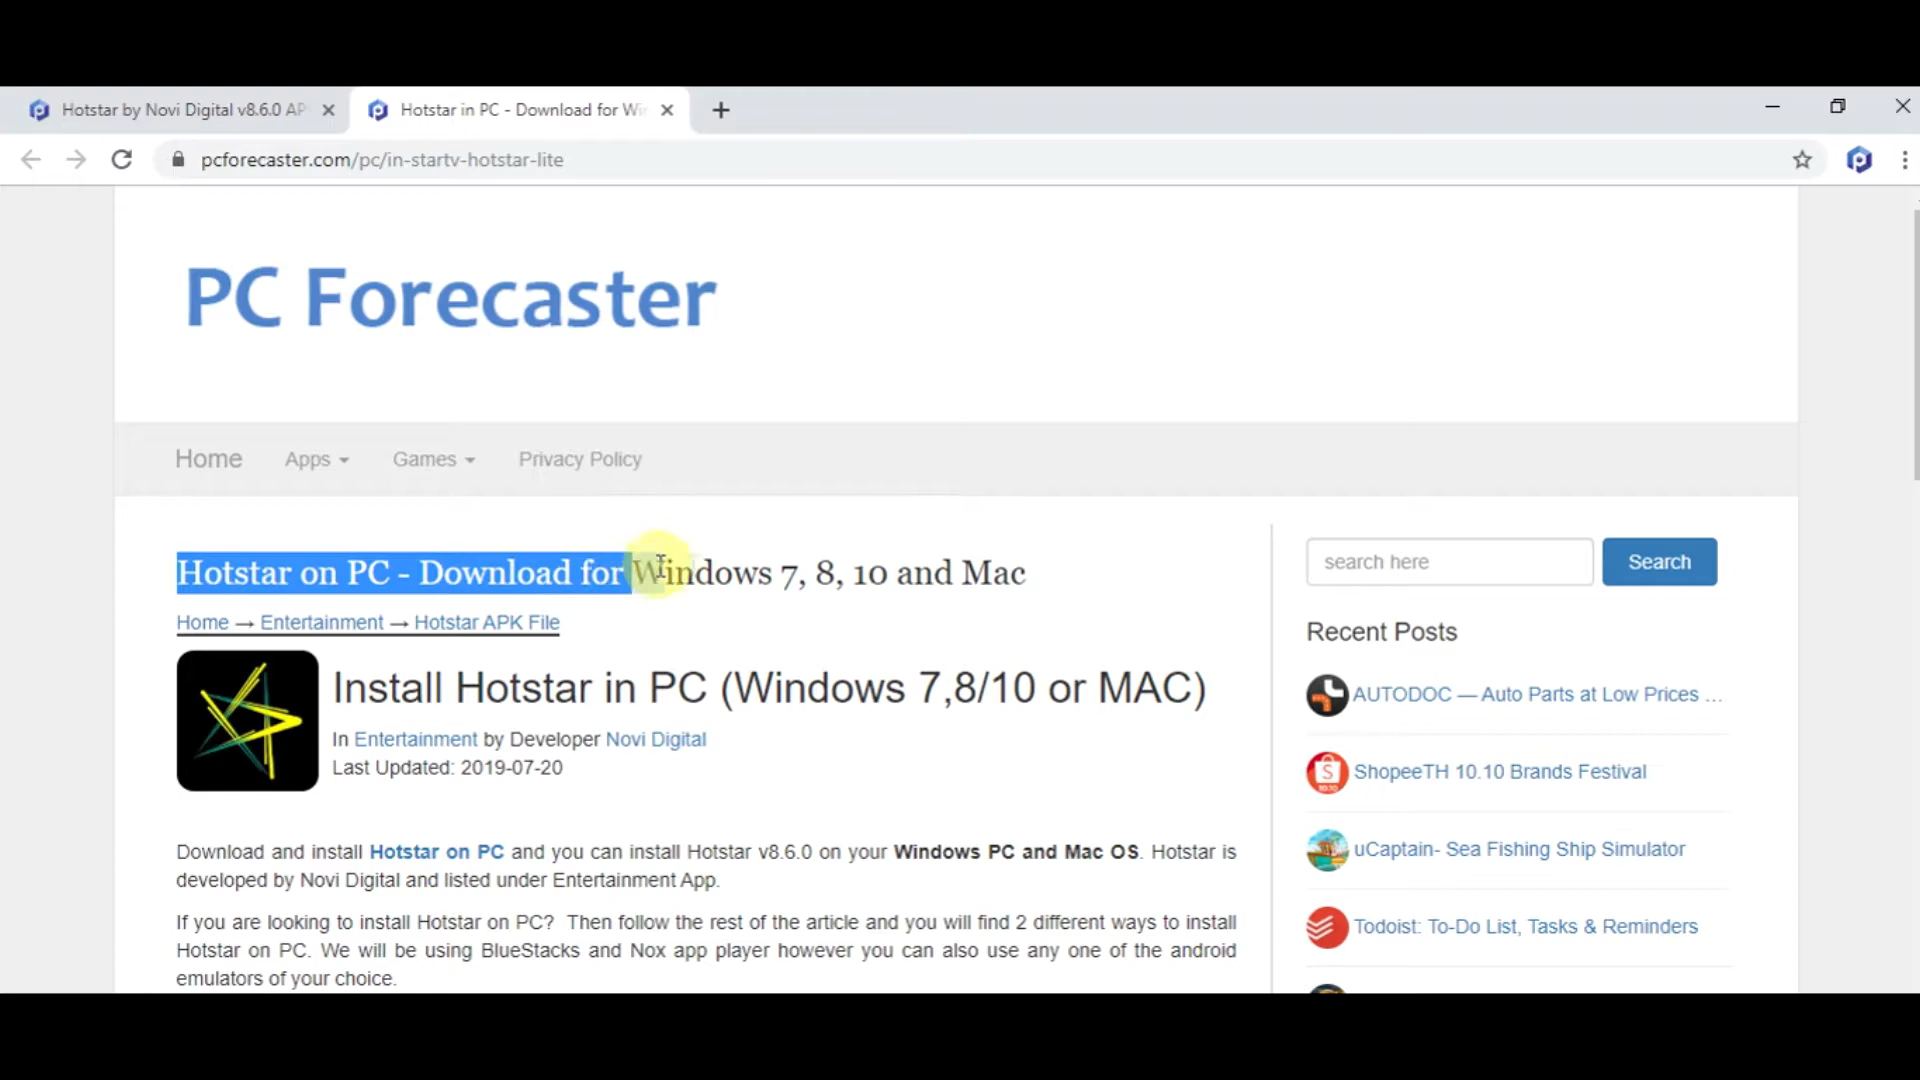 Hotstar by Novi Digital v8.6.0 AP
Hotstar in PC - Download for Wi
pcforecaster.com/pc/in-startv-hotstar-lite
PC Forecaster
Home Apps Games Privacy Policy
Hotstar on PC - Download for Windows 7, 8, 10 and Mac
Home → Entertainment → Hotstar APK File
Install Hotstar in PC (Windows 7,8/10 or MAC)
In Entertainment by Developer Novi Digital
Last Updated: 2019-07-20
Download and install Hotstar on PC and you can install Hotstar v8.6.0 on your Windows PC and Mac OS. Hotstar is
developed by Novi Digital and listed under Entertainment App.
If you are looking to install Hotstar on PC? Then follow the rest of the article and you will find 2 different ways to install
Hotstar on PC. We will be using BlueStacks and Nox app player however you can also use any one of the android
emulators of your choice.
search here
Search
Recent Posts
AUTODOC — Auto Parts at Low Prices ...
ShopeeTH 10.10 Brands Festival
uCaptain- Sea Fishing Ship Simulator
Todoist: To-Do List, Tasks & Reminders